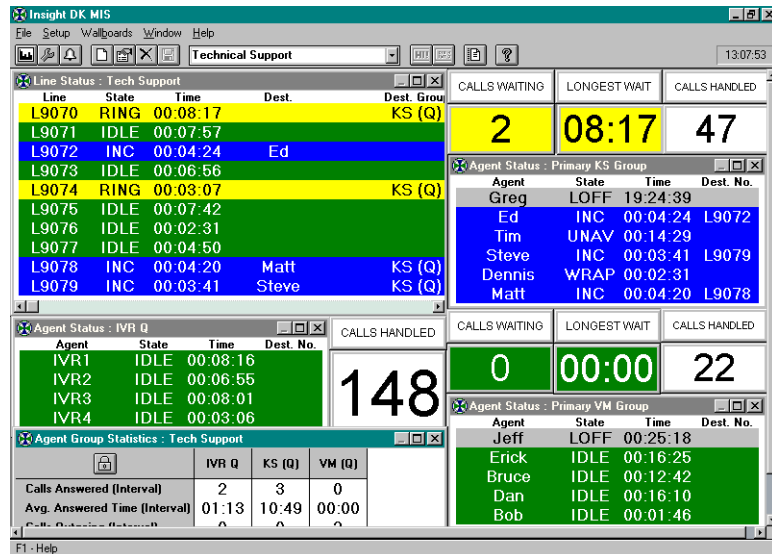 Insight DK MIS
File Setup Wallboards Window Help
Technical Support 13:07:53
Line Status : Tech Support
Line State Time Dest. Dest. Grou
L9070 RING 00:08:17 KS (Q)
L9071 IDLE 00:07:57
L9072 INC 00:04:24 Ed
L9073 IDLE 00:06:56
L9074 RING 00:03:07 KS (Q)
L9075 IDLE 00:07:42
L9076 IDLE 00:02:31
L9077 IDLE 00:04:50
L9078 INC 00:04:20 Matt KS (Q)
L9079 INC 00:03:41 Steve KS (Q)
CALLS WAITING LONGEST WAIT CALLS HANDLED
2 08:17 47
Agent Status : Primary KS Group
Agent State Time Dest. No.
Greg LOFF 19:24:39
Ed INC 00:04:24 L9072
Tim UNAV 00:14:29
Steve INC 00:03:41 L9079
Dennis WRAP 00:02:31
Matt INC 00:04:20 L9078
Agent Status : IVR Q
Agent State Time Dest. No.
IVR1 IDLE 00:08:16
IVR2 IDLE 00:06:55
IVR3 IDLE 00:08:01
IVR4 IDLE 00:03:06
CALLS HANDLED
148
CALLS WAITING LONGEST WAIT CALLS HANDLED
0 00:00 22
Agent Status : Primary VM Group
Agent State Time Dest. No.
Jeff LOFF 00:25:18
Erick IDLE 00:16:25
Bruce IDLE 00:12:42
Dan IDLE 00:16:10
Bob IDLE 00:01:46
Agent Group Statistics : Tech Support
IVR Q KS (Q) VM (Q)
Calls Answered (Interval) 2 3 0
Avg. Answered Time (Interval) 01:13 10:49 00:00
F1 - Help